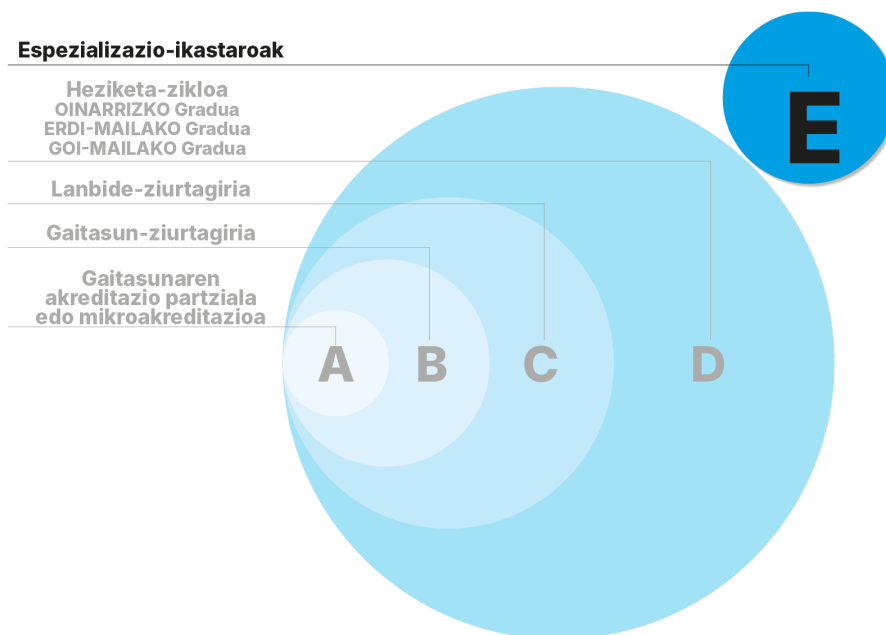 Espezializazio-ikastaroak
E
Heziketa-zikloa
OINARRIZKO Gradua
ERDI-MAILAKO Gradua
GOI-MAILAKO Gradua
Lanbide-ziurtagiria
Gaitasun-ziurtagiria
Gaitasunaren
akreditazio partziala
edo mikroakreditazioa
A B C D